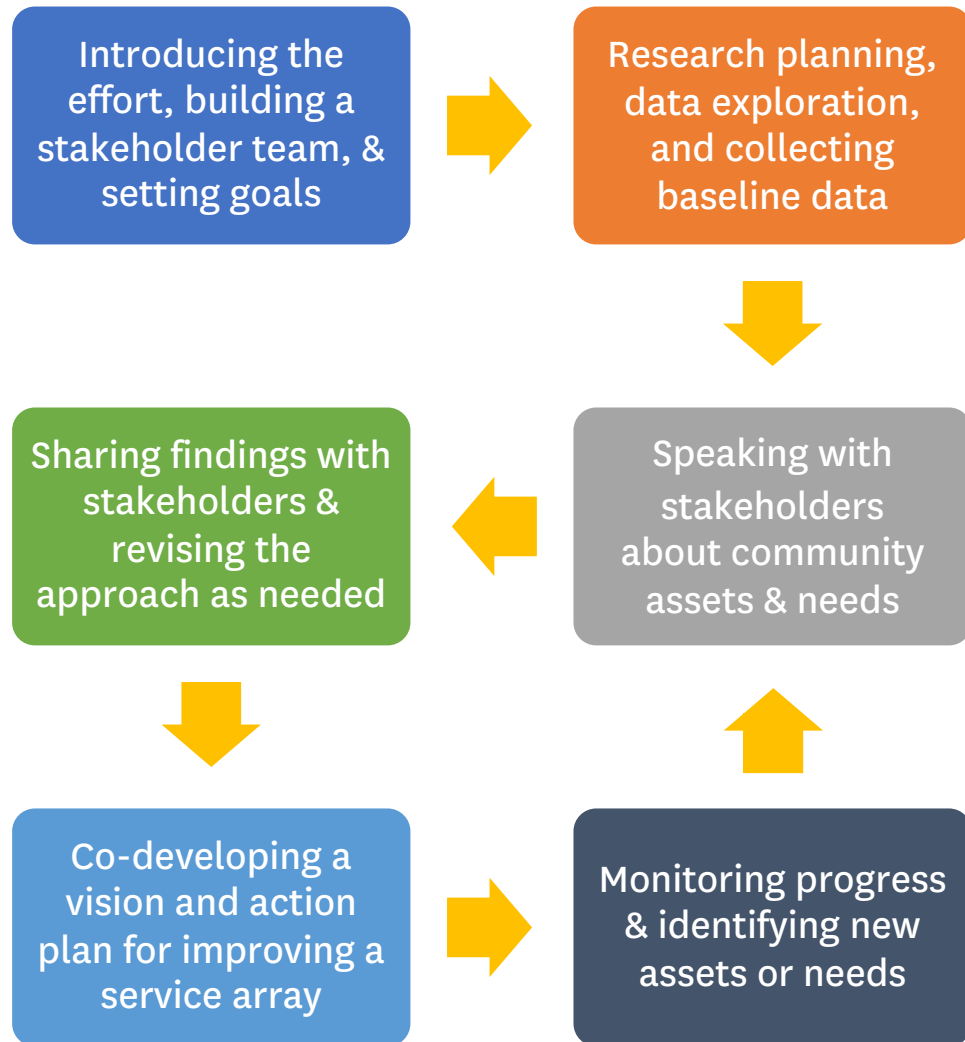 Introducing the
effort, building a
stakeholder team, &
setting goals
Research planning,
data exploration,
and collecting
baseline data
Speaking with
stakeholders
about community
assets & needs
Sharing findings with
stakeholders &
revising the
approach as needed
Co-developing a
vision and action
plan for improving a
service array
Monitoring progress
& identifying new
assets or needs